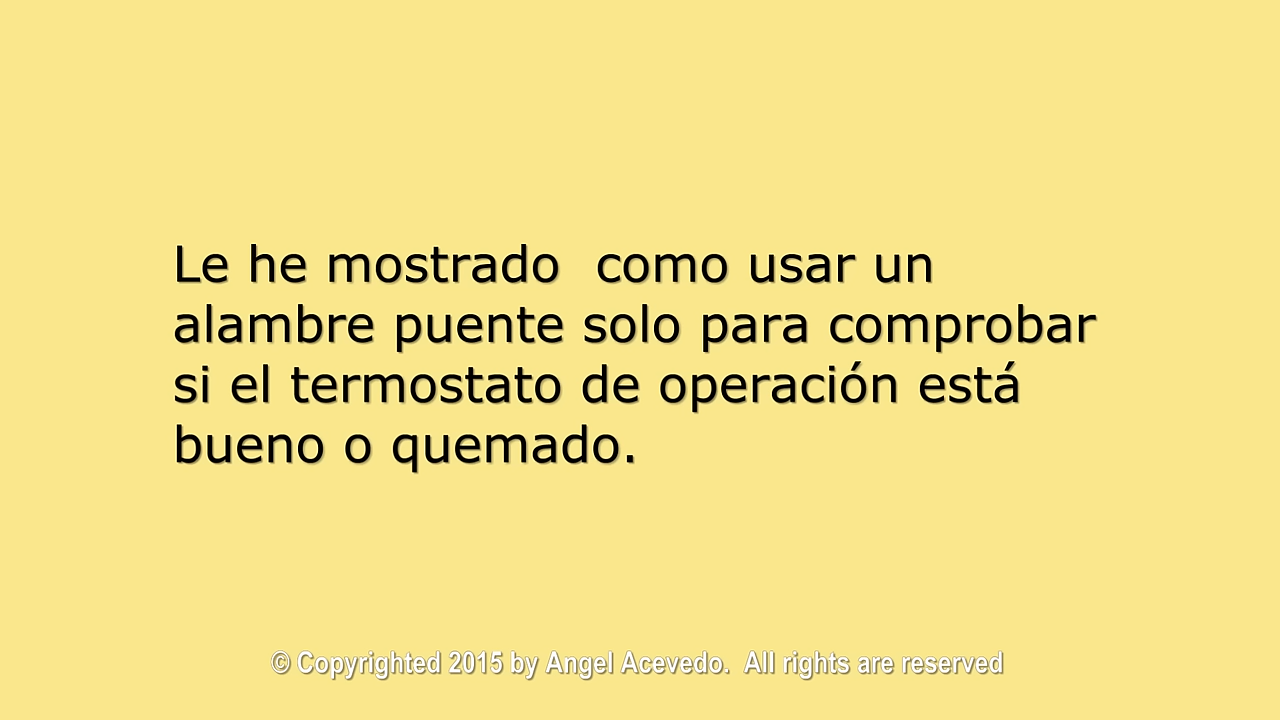 Le he mostrado  como usar un
alambre puente solo para comprobar
si el termostato de operación está
bueno o quemado.
© Copyrighted 2015 by Angel Acevedo.  All rights are reserved